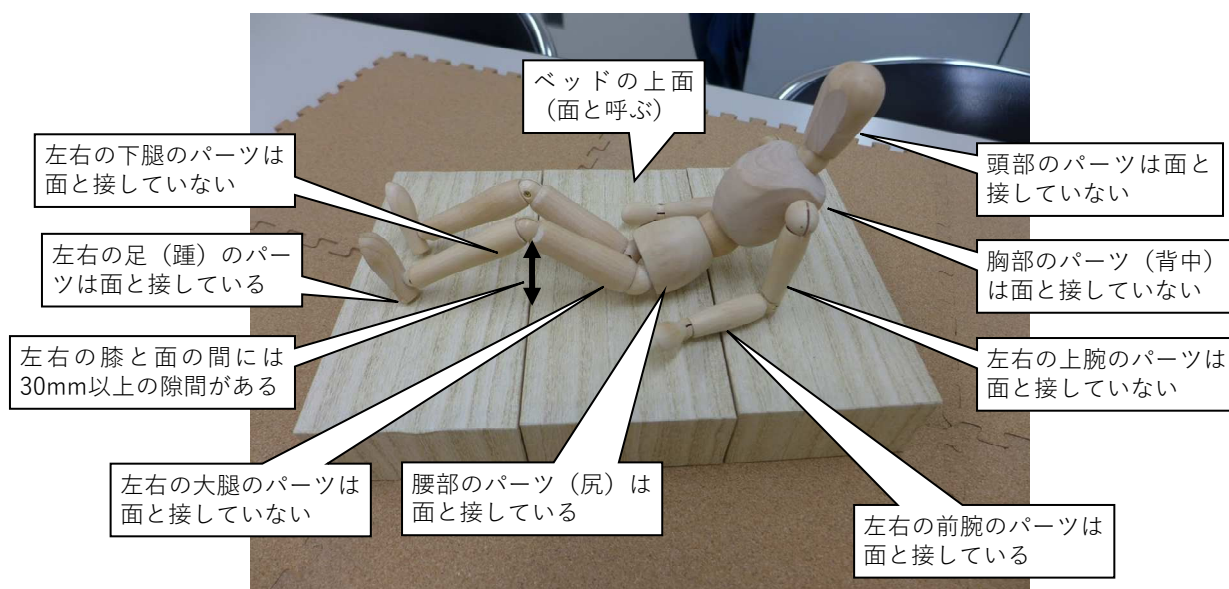 ベッドの上面
（面と呼ぶ）
左右の下腿のパーツは
面と接していない
頭部のパーツは面と
接していない
左右の足（踵）のパー
ツは面と接している
胸部のパーツ（背中）
は面と接していない
左右の膝と面の間には
30mm以上の隙間がある
左右の上腕のパーツは
面と接していない
左右の大腿のパーツは
面と接していない
腰部のパーツ（尻）は
面と接している
左右の前腕のパーツは
面と接している